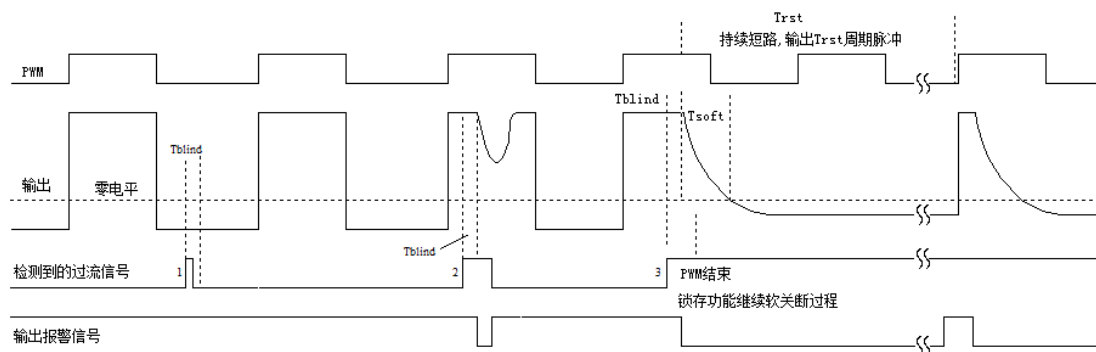 Trst
持续短路,输出Trst周期脉冲
PWM
Tblind
Tsoft
Tblind
输出
零电平
Tblind
检测到的过流信号
1
2
3
PWM结束
锁存功能继续软关断过程
输出报警信号